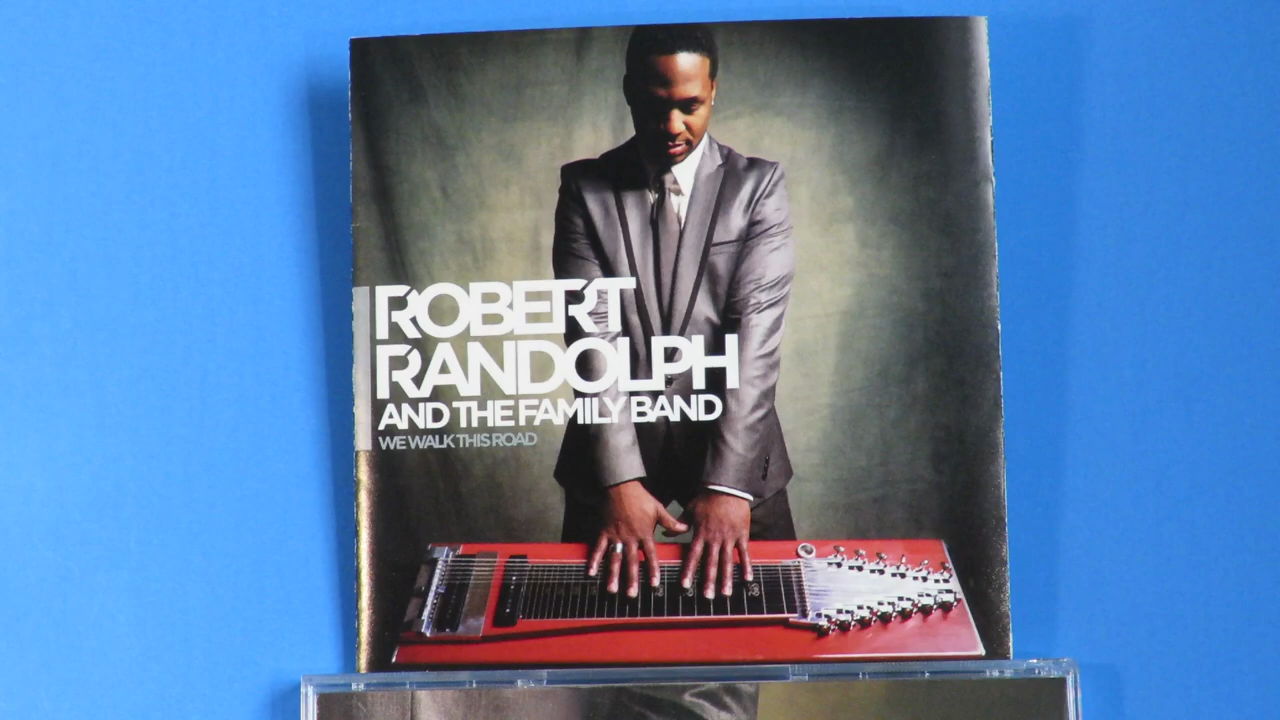 ROBERT
RANDOLPH
AND THE FAMILY BAND
WE WALK THIS ROAD